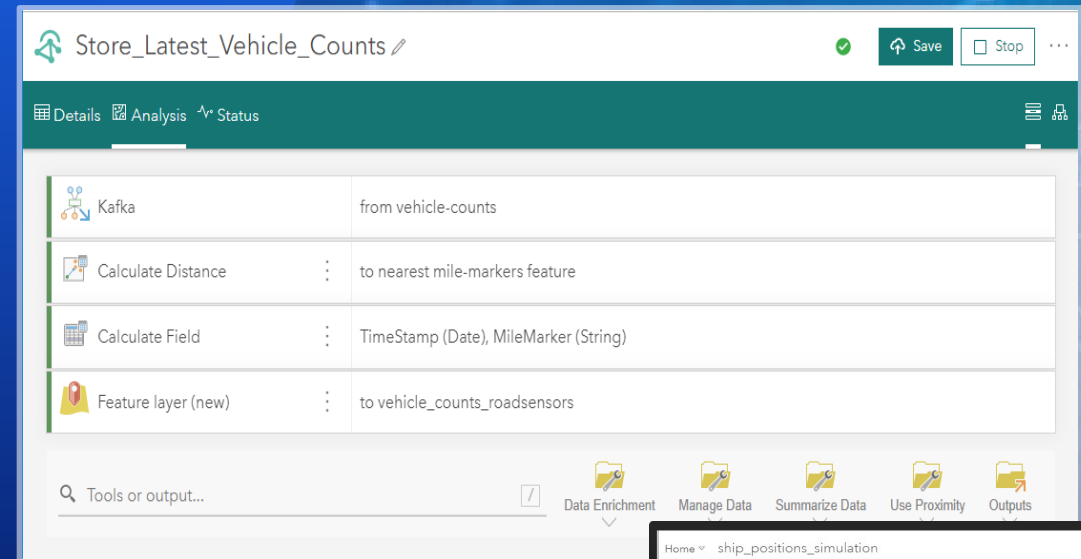 Store_Latest_Vehicle_Counts
Save
Stop
...
Details Analysis Status
Kafka from vehicle-counts
Calculate Distance to nearest mile-markers feature
Calculate Field TimeStamp (Date), MileMarker (String)
Feature layer (new) to vehicle_counts_roadsensors
Tools or output... / Data Enrichment Manage Data Summarize Data Use Proximity Outputs
Home ship_positions_simulation